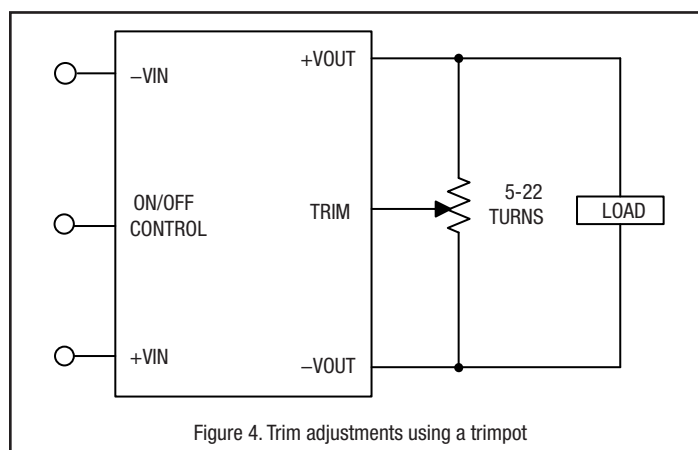 –VIN
+VOUT
ON/OFF
CONTROL
TRIM
5-22
TURNS
LOAD
+VIN
–VOUT
Figure 4. Trim adjustments using a trimpot